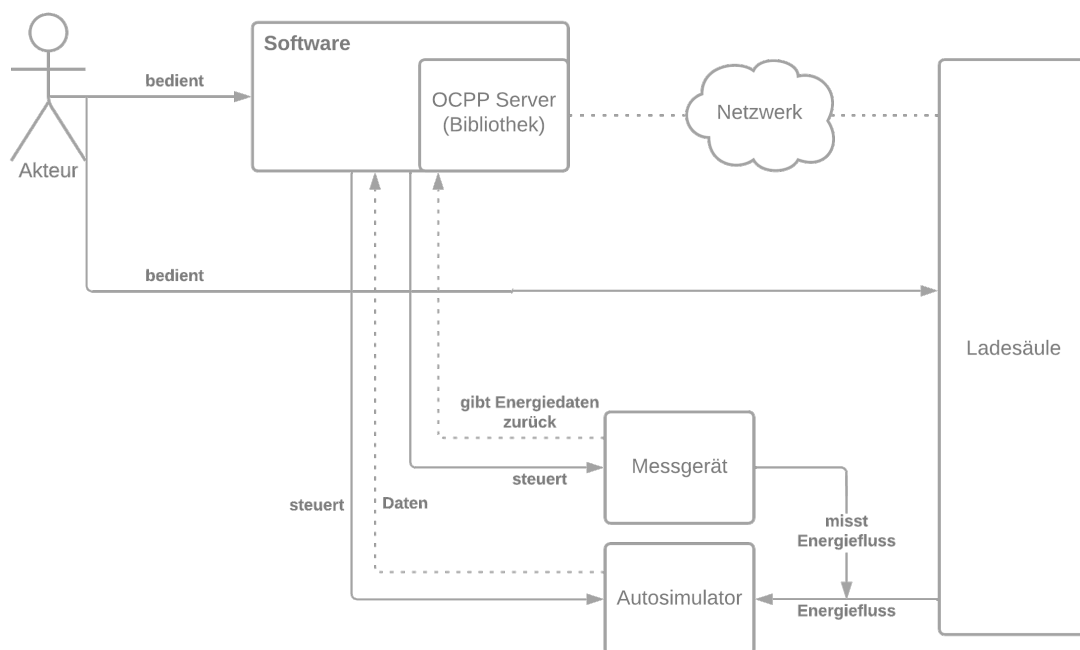 Software
bedient
OCPP Server
(Bibliothek)
Netzwerk
Akteur
bedient
Ladesäule
gibt Energiedaten
zurück
Messgerät
steuert
steuert
Daten
misst
Energiefluss
Autosimulator
Energiefluss